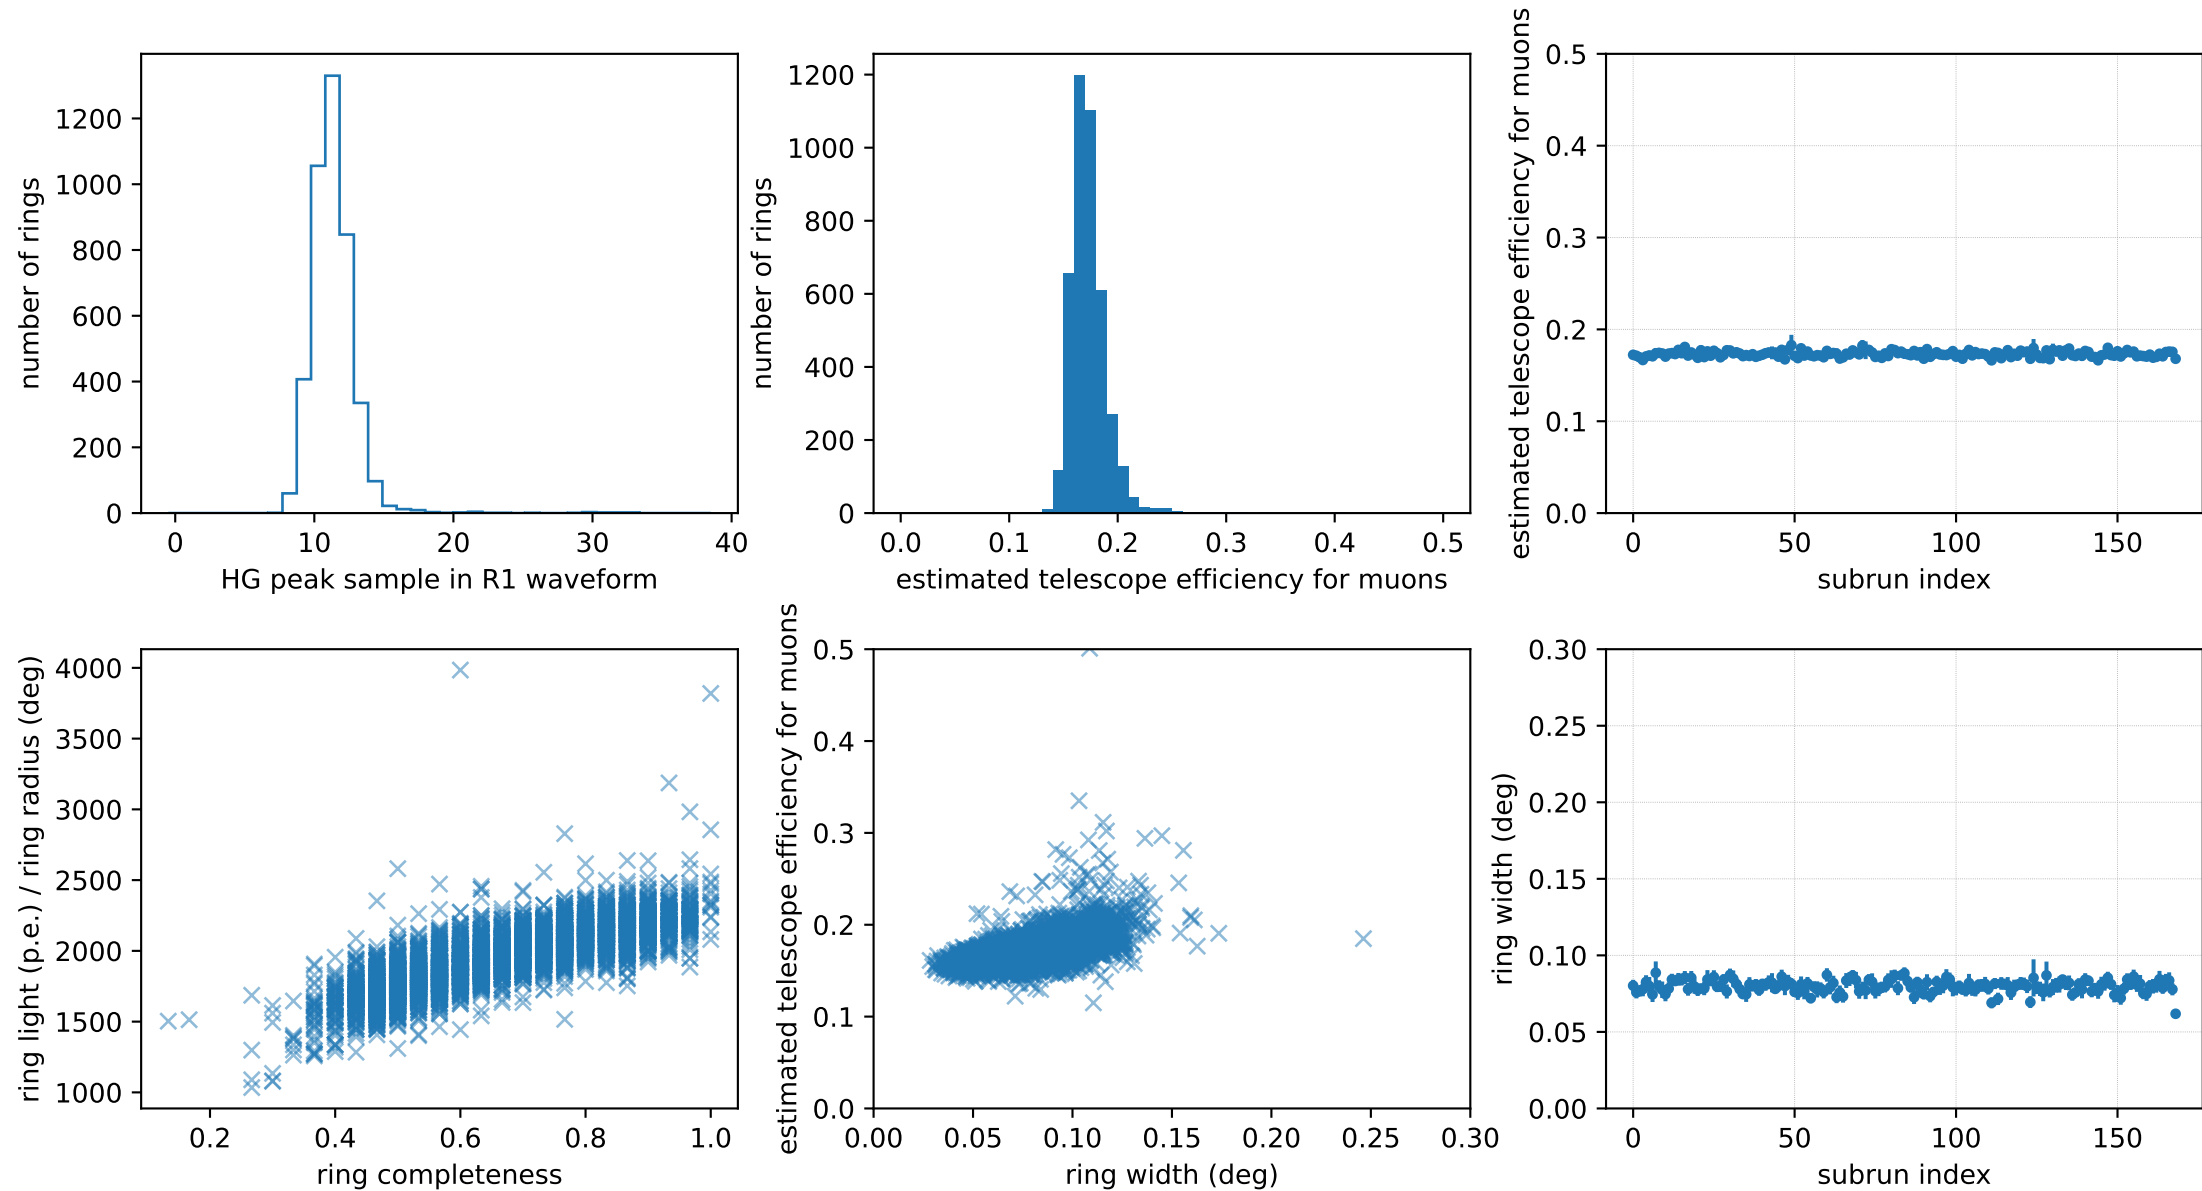 number of rings
1200
1000
800
600
400
200
0
0 10 20 30 40
HG peak sample in R1 waveform
number of rings
1200
1000
800
600
400
200
0
0.0 0.1 0.2 0.3 0.4 0.5
estimated telescope efficiency for muons
estimated telescope efficiency for muons
0.5
0.4
0.3
0.2
0.1
0.0
0 50 100 150
subrun index
ring light (p.e.) / ring radius (deg)
4000
3500
3000
2500
2000
1500
1000
0.2 0.4 0.6 0.8 1.0
ring completeness
estimated telescope efficiency for muons
0.5
0.4
0.3
0.2
0.1
0.0
0.00 0.05 0.10 0.15 0.20 0.25 0.30
ring width (deg)
ring width (deg)
0.30
0.25
0.20
0.15
0.10
0.05
0.00
0 50 100 150
subrun index